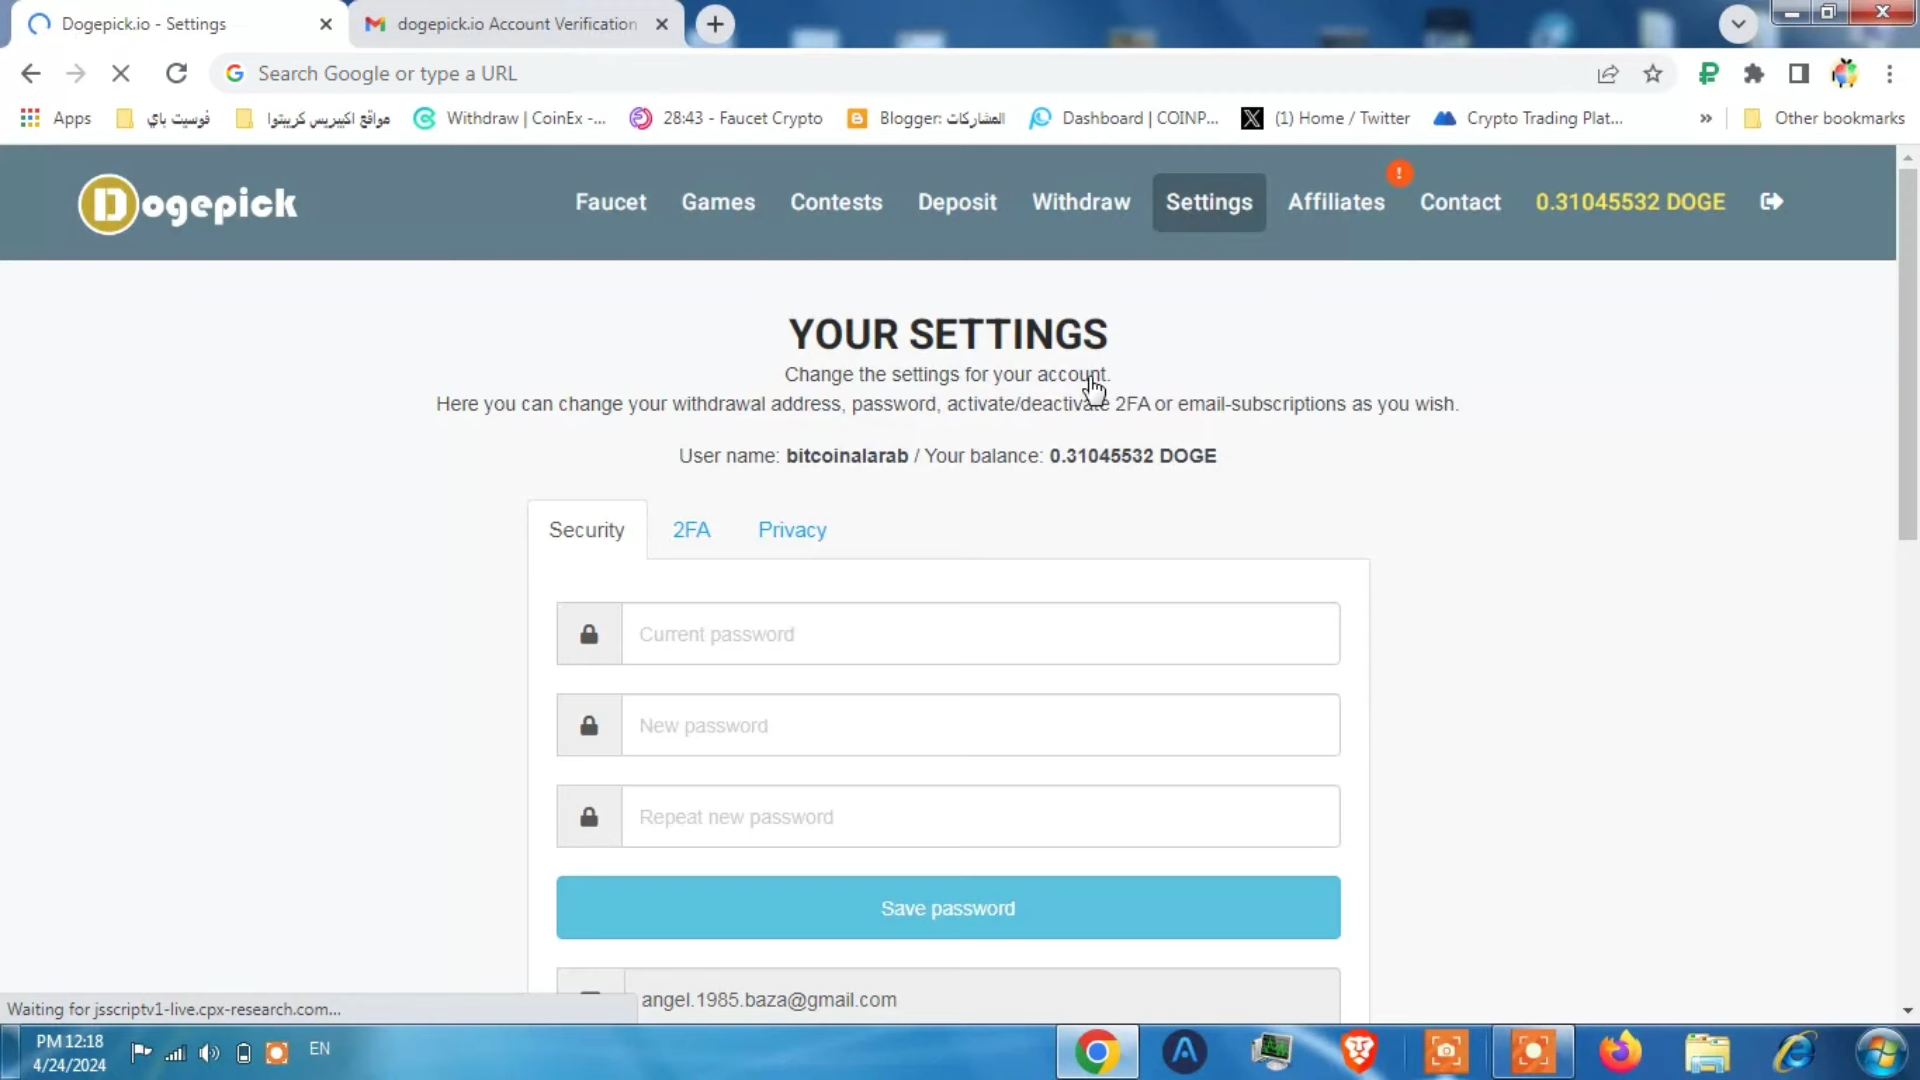 Dogepick.io - Settings
dogepick.io Account Verification
Search Google or type a URL
Apps
فوسيت باي
مواقع اكبيريس كريبتوا
Withdraw | CoinEx -...
28:43 - Faucet Crypto
Blogger: المشاركات
Dashboard | COINP...
(1) Home / Twitter
Crypto Trading Plat...
»
Other bookmarks
Dogepick
Faucet
Games
Contests
Deposit
Withdraw
Settings
Affiliates
!
Contact
0.31045532 DOGE
YOUR SETTINGS
Change the settings for your account.
Here you can change your withdrawal address, password, activate/deactivate 2FA or email-subscriptions as you wish.
User name: bitcoinalarab / Your balance: 0.31045532 DOGE
Security
2FA
Privacy
Current password
New password
Repeat new password
Save password
angel.1985.baza@gmail.com
Waiting for jsscriptv1-live.cpx-research.com...
PM 12:18
4/24/2024
EN